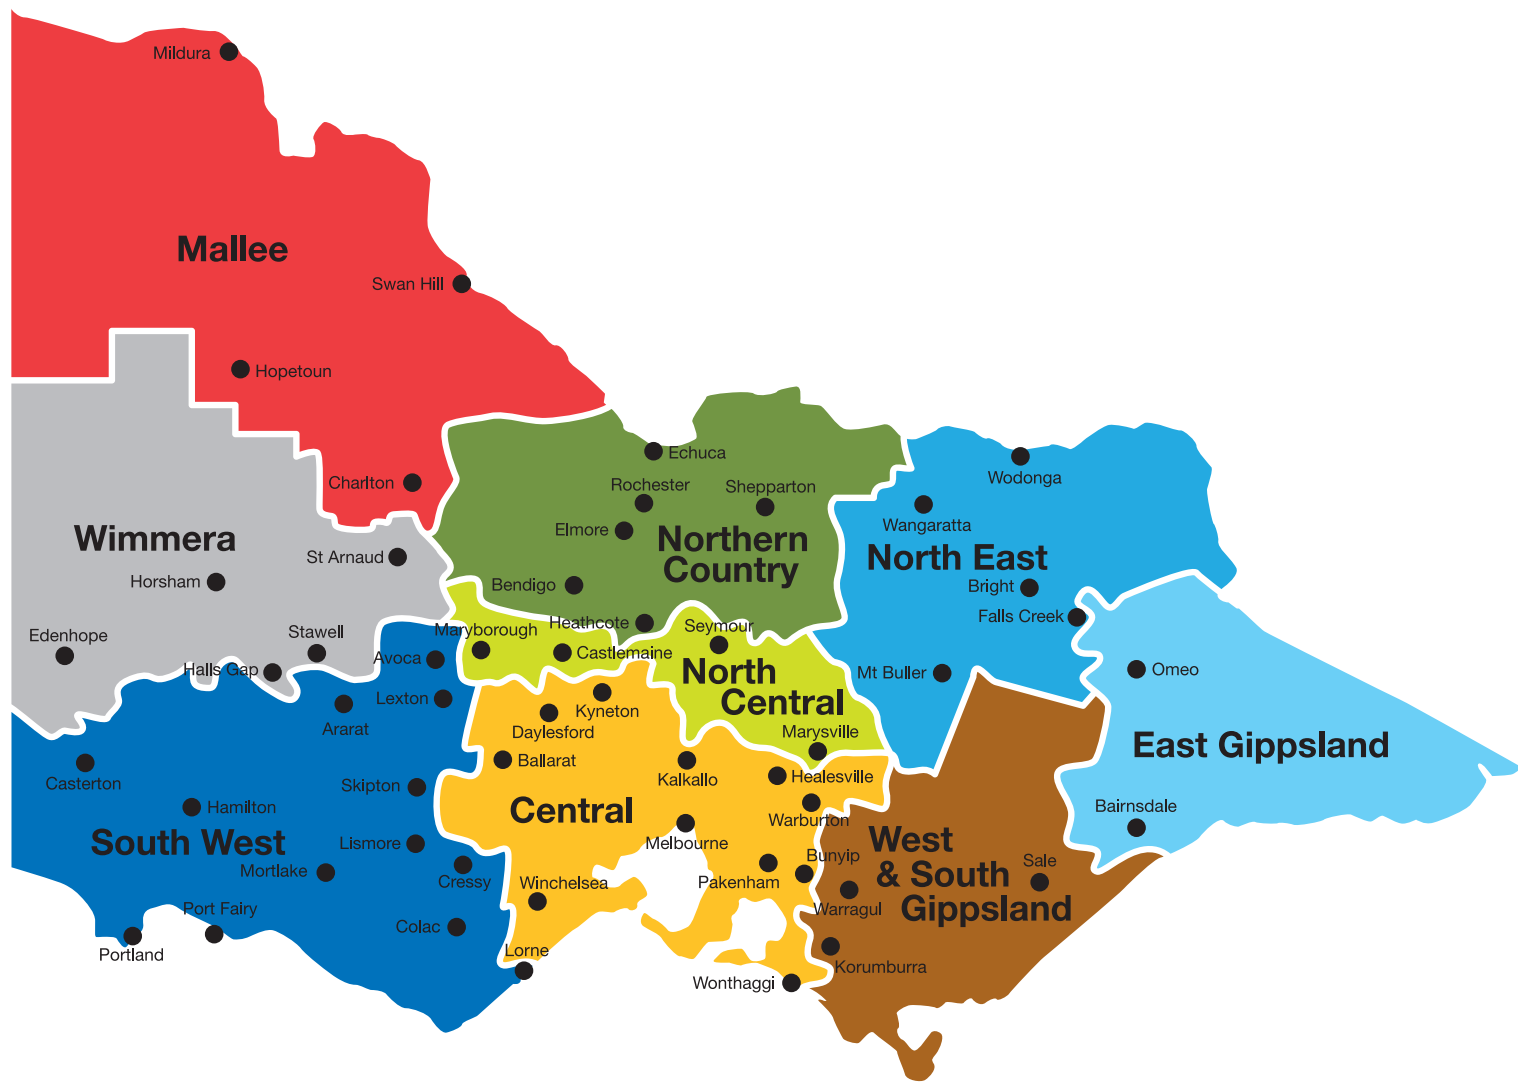 Mildura
Mallee
Swan Hill
Hopetoun
Charlton
Echuca
Rochester
Shepparton
Elmore
Northern
Country
Bendigo
Heathcote
Wodonga
Wangaratta
North East
Bright
Falls Creek
Mt Buller
Wimmera
St Arnaud
Horsham
Edenhope
Stawell
Halls Gap
Maryborough
Castlemaine
Seymour
North
Central
Marysville
Avoca
Lexton
Ararat
Casterton
Hamilton
South West
Skipton
Lismore
Mortlake
Cressy
Port Fairy
Portland
Colac
Kyneton
Daylesford
Ballarat
Kalkallo
Healesville
Central
Warburton
Melbourne
Bunyip
Pakenham
Winchelsea
Lorne
Wonthaggi
West
& South
Gippsland
Sale
Warragul
Korumburra
Omeo
East Gippsland
Bairnsdale